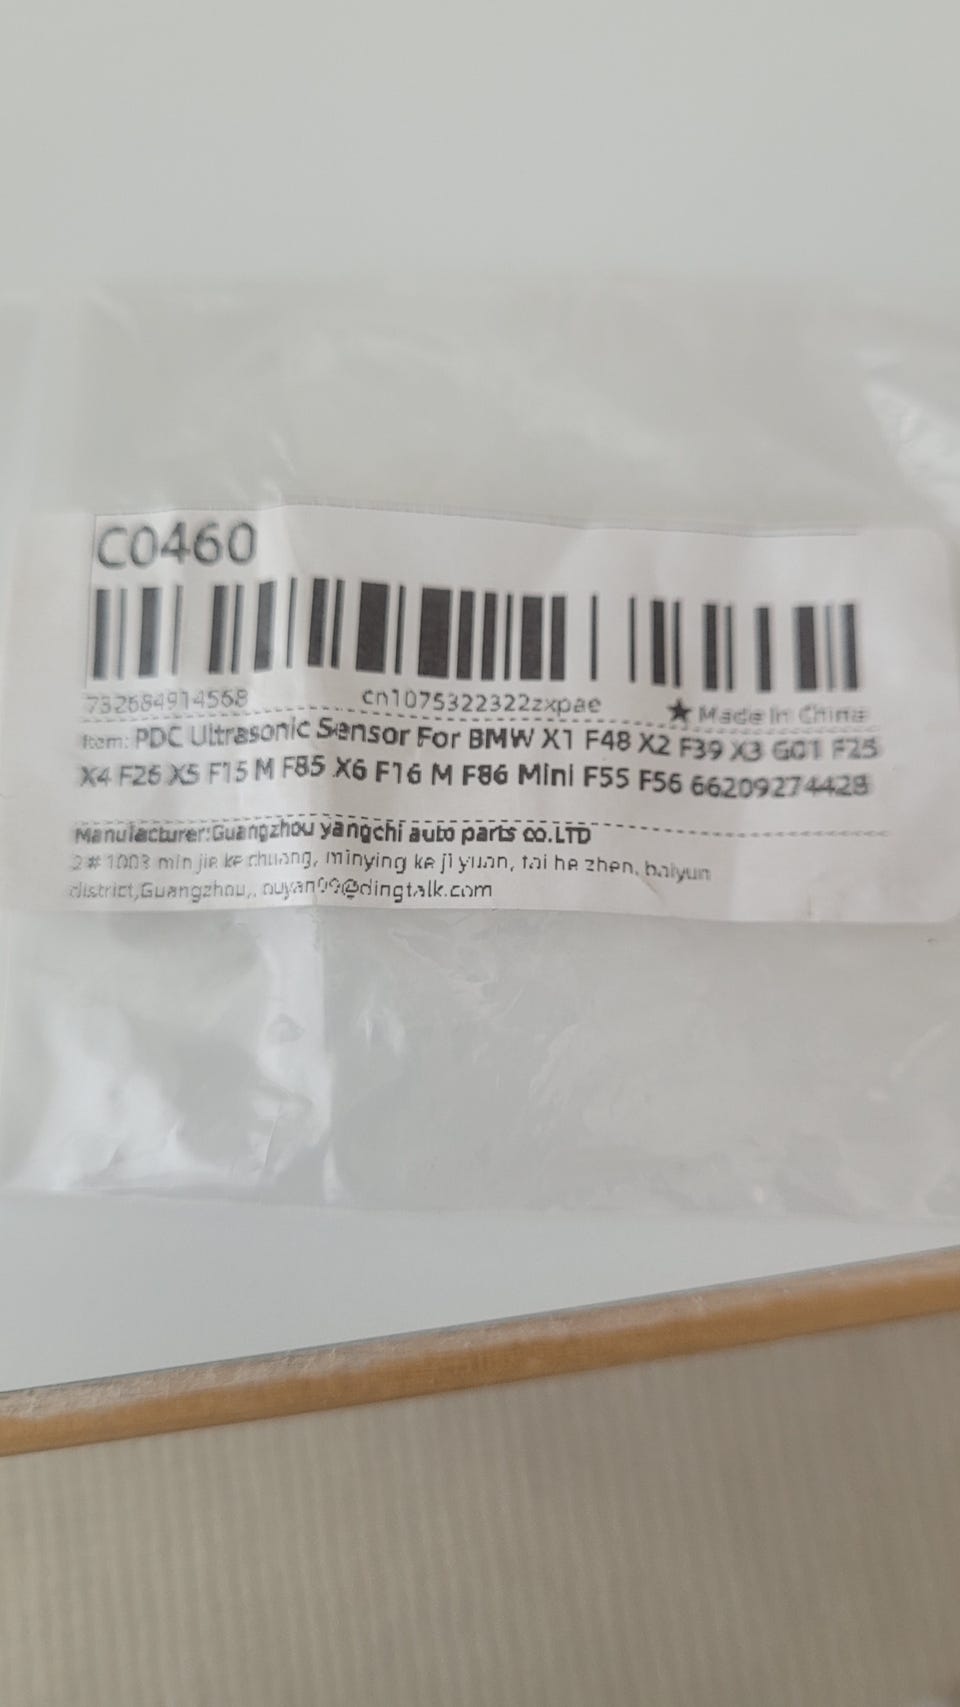 C0460
732684914568 cn1075322322zxpae ★ Made In China
Item: PDC Ultrasonic Sensor For BMW X1 F48 X2 F39 X3 G01 F25
X4 F26 X5 F15 M F85 X6 F16 M F86 Mini F55 F56 66209274428
Manufacturer:Guangzhou yangchi auto parts co.LTD
2#1003 min jie ke chuang, minying ke ji yuan, tai he zhen, baiyun
district,Guangzhou,, ouyan09@dingtalk.com